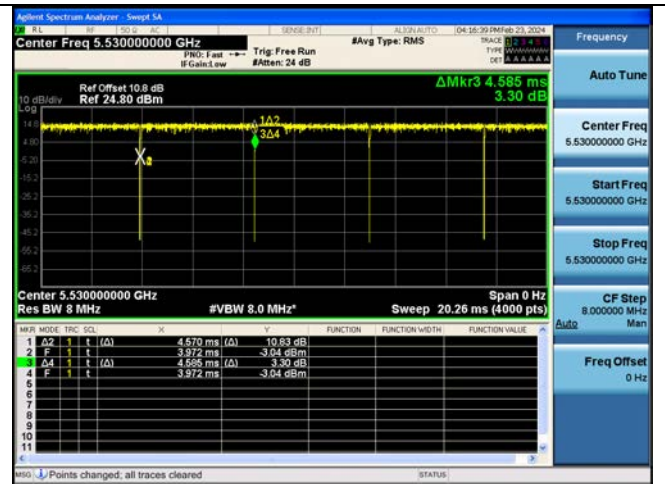 Agilent Spectrum Analyzer - Swept SA
RL RF 50 Ω AC SENSE:INT ALIGN AUTO 04:16:39 PM Feb 23, 2024
Center Freq 5.530000000 GHz
PNO: Fast
IFGain:Low
Trig: Free Run
#Atten: 24 dB
#Avg Type: RMS
TRACE 1 2 3 4 5 6
TYPE
DET A A A A A A
Frequency
Auto Tune
Center Freq
5.530000000 GHz
Start Freq
5.530000000 GHz
Stop Freq
5.530000000 GHz
CF Step
8.000000 MHz
Auto Man
Freq Offset
0 Hz
Ref Offset 10.8 dB
10 dB/div Ref 24.80 dBm
ΔMkr3 4.585 ms
3.30 dB
Log
14.8
4.80
-5.20
-15.2
-25.2
-35.2
-45.2
-55.2
-65.2
1Δ2
3Δ4
Center 5.530000000 GHz Span 0 Hz
Res BW 8 MHz #VBW 8.0 MHz* Sweep 20.26 ms (4000 pts)
MKR MODE TRC SCL X Y FUNCTION FUNCTION WIDTH FUNCTION VALUE
1 Δ2 1 t (Δ) 4.570 ms (Δ) 10.83 dB
2 F 1 t 3.972 ms -3.04 dBm
3 Δ4 1 t (Δ) 4.585 ms (Δ) 3.30 dB
4 F 1 t 3.972 ms -3.04 dBm
5
6
7
8
9
10
11
MSG Points changed; all traces cleared STATUS